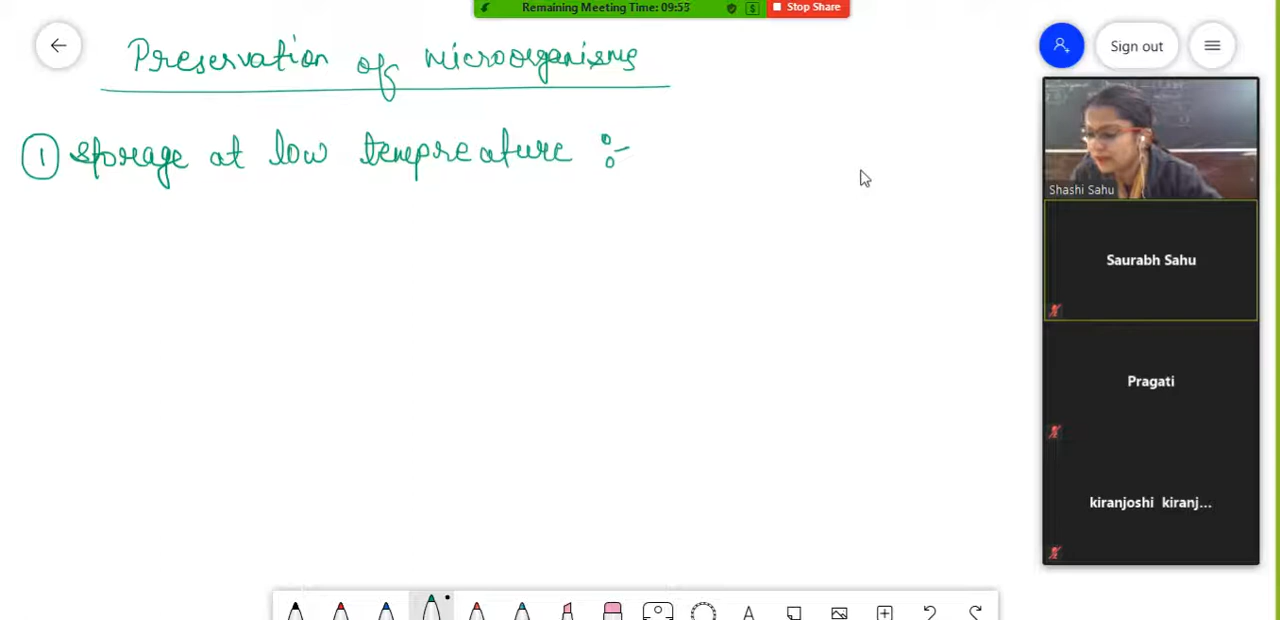 Remaining Meeting Time: 09:53
Stop Share
Preservation of microorganisms
Sign out
① Storage at low tempreature :-
Shashi Sahu
Saurabh Sahu
Pragati
kiranjoshi kiranj...